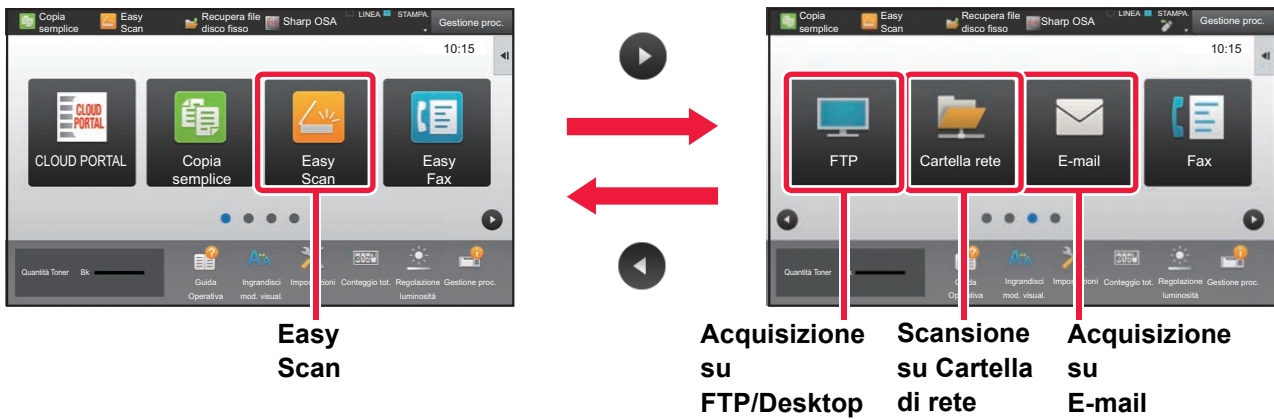 Copia
semplice
Easy
Scan
Recupera file
disco fisso
Sharp OSA
LINEA
STAMPA.
Gestione proc.
10:15
CLOUD
PORTAL
CLOUD PORTAL
Copia
semplice
Easy
Scan
Easy
Fax
Quantità Toner Bk
Guida
Operativa
Ingrandisci
mod. visual.
Impostazioni
Conteggio tot.
Regolazione
luminosità
Gestione proc.
Easy
Scan
Copia
semplice
Easy
Scan
Recupera file
disco fisso
Sharp OSA
LINEA
STAMPA.
Gestione proc.
10:15
FTP
Cartella rete
E-mail
Fax
Quantità Toner
Ingrandisci
mod. visual.
Conteggio tot.
Regolazione
luminosità
Gestione proc.
Acquisizione
su
FTP/Desktop
Scansione
su Cartella
di rete
Acquisizione
su
E-mail